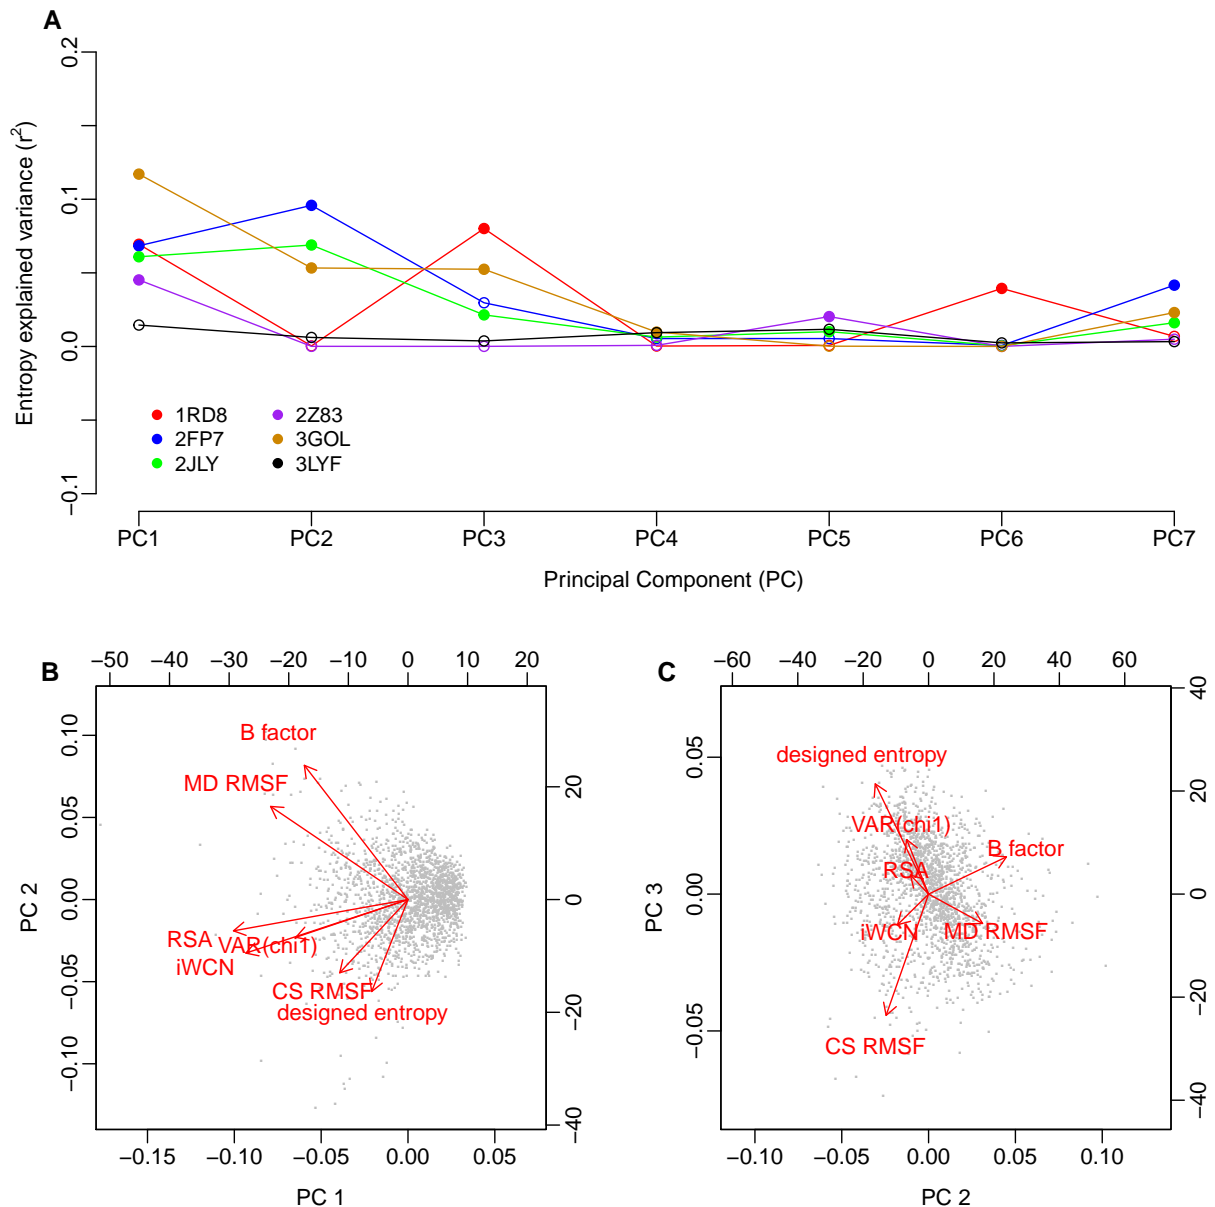 A
Entropy explained variance (r²)
0.2
0.1
0.0
−0.1
1RD8
2FP7
2JLY
2Z83
3GOL
3LYF
PC1 PC2 PC3 PC4 PC5 PC6 PC7
Principal Component (PC)
B
−50 −40 −30 −20 −10 0 10 20
PC 2
0.10
0.05
0.00
−0.05
−0.10
B factor
MD RMSF
RSA
VAR(chi1)
iWCN
CS RMSF
designed entropy
20
0
−20
−40
−0.15 −0.10 −0.05 0.00 0.05
PC 1
C
−60 −40 −20 0 20 40 60
PC 3
0.05
0.00
−0.05
designed entropy
VAR(chi1)
B factor
RSA
iWCN
MD RMSF
CS RMSF
40
20
0
−20
−40
−0.10 −0.05 0.00 0.05 0.10
PC 2